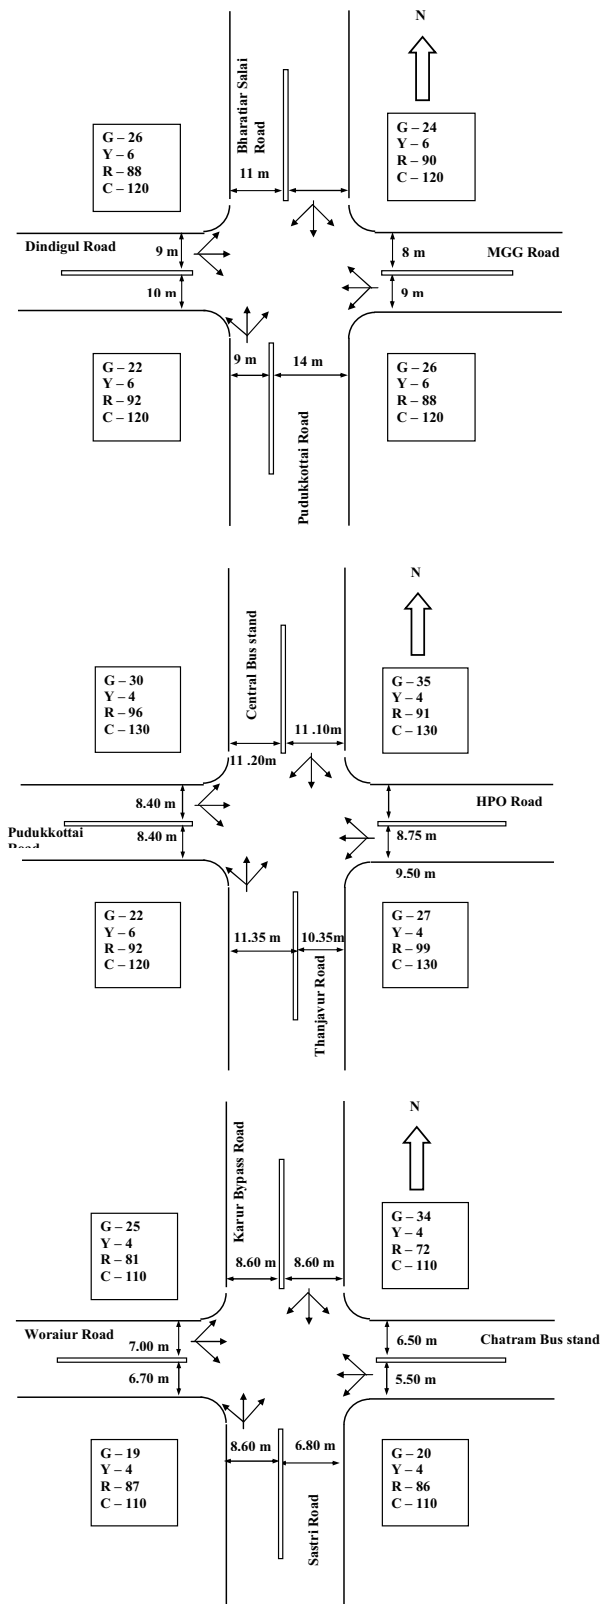 N
Bharatiar Salai
Road
G – 26
Y – 6
R – 88
C – 120
G – 24
Y – 6
R – 90
C – 120
11 m
Dindigul Road
9 m
8 m
MGG Road
10 m
9 m
9 m
14 m
G – 22
Y – 6
R – 92
C – 120
G – 26
Y – 6
R – 88
C – 120
Pudukkottai Road
N
Central Bus stand
G – 30
Y – 4
R – 96
C – 130
G – 35
Y – 4
R – 91
C – 130
11 .10m
11 .20m
8.40 m
HPO Road
Pudukkottai
Road
8.40 m
8.75 m
9.50 m
G – 22
Y – 6
R – 92
C – 120
G – 27
Y – 4
R – 99
C – 130
11.35 m
10.35m
Thanjavur Road
N
Karur Bypass Road
G – 25
Y – 4
R – 81
C – 110
G – 34
Y – 4
R – 72
C – 110
8.60 m
8.60 m
Woraiur Road
7.00 m
6.50 m
Chatram Bus stand
6.70 m
5.50 m
8.60 m
6.80 m
G – 19
Y – 4
R – 87
C – 110
G – 20
Y – 4
R – 86
C – 110
Sastri Road